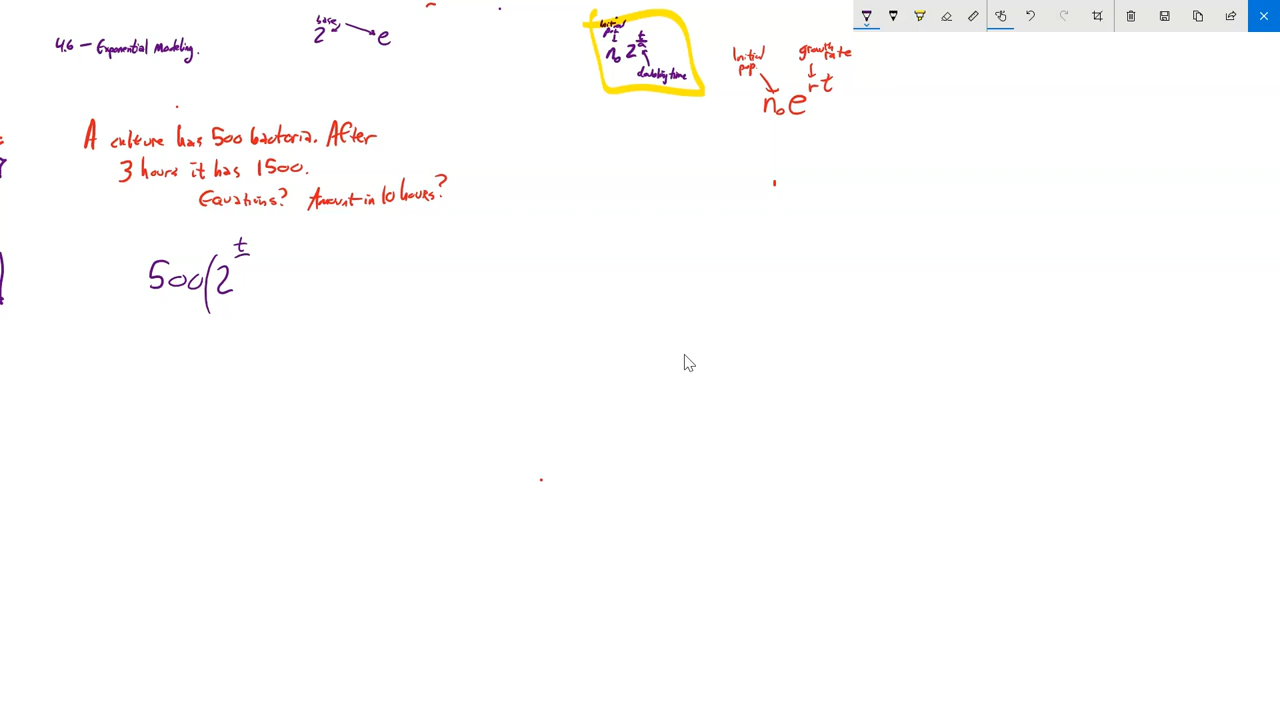 4.6 - Exponential Modeling.
base
2 e
initial
n₀ 2^(t/a)
doubling time
Initial
pop.
growth
rate
n₀ e^(rt)
A culture has 500 bacteria. After
3 hours it has 1500.
Equations? Amount in 10 hours?
500(2^t